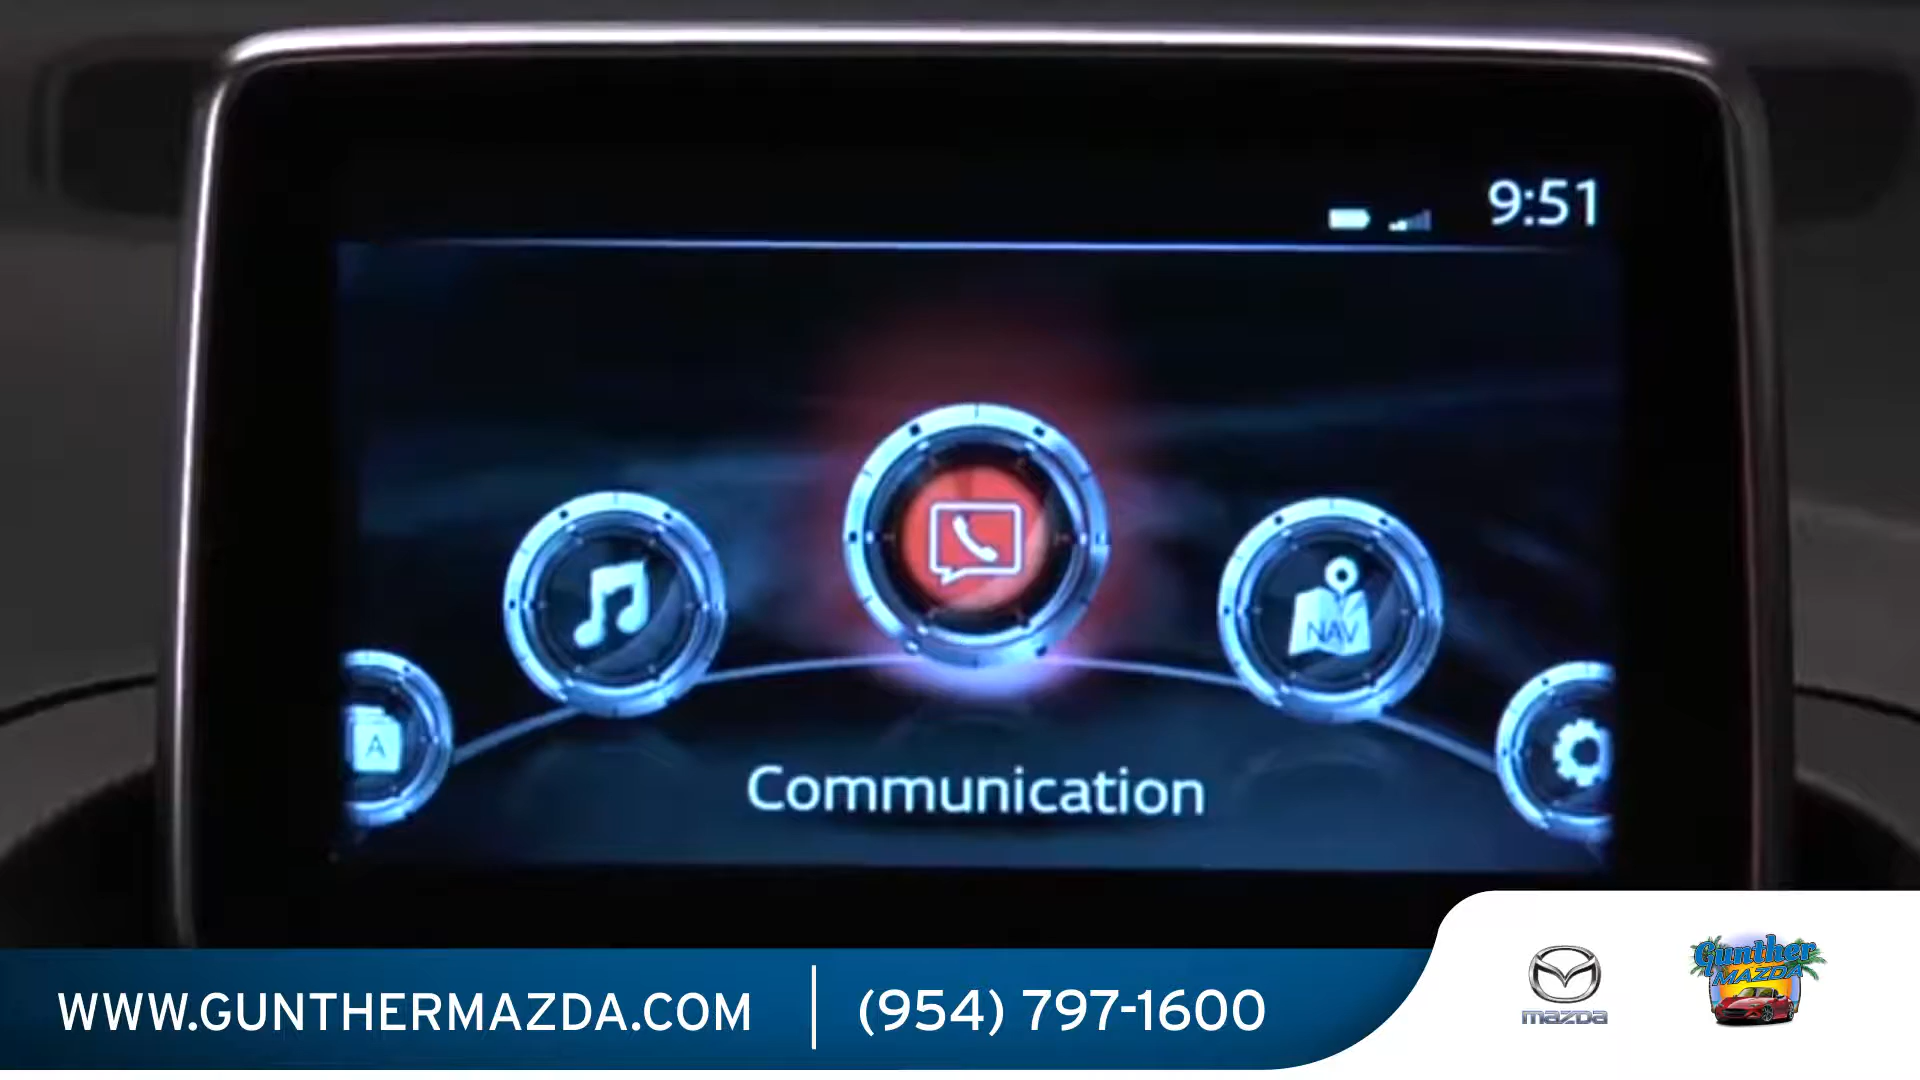 9:51
NAV
A
Communication
WWW.GUNTHERMAZDA.COM | (954) 797-1600
mazda
Gunther
MAZDA